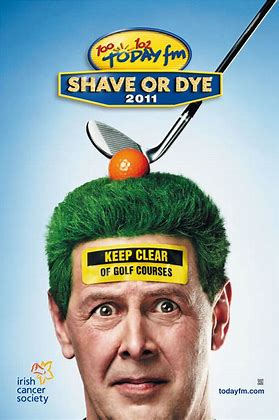 100 102
TODAY fm
SHAVE OR DYE
2011
KEEP CLEAR
OF GOLF COURSES
irish
cancer
society
todayfm.com